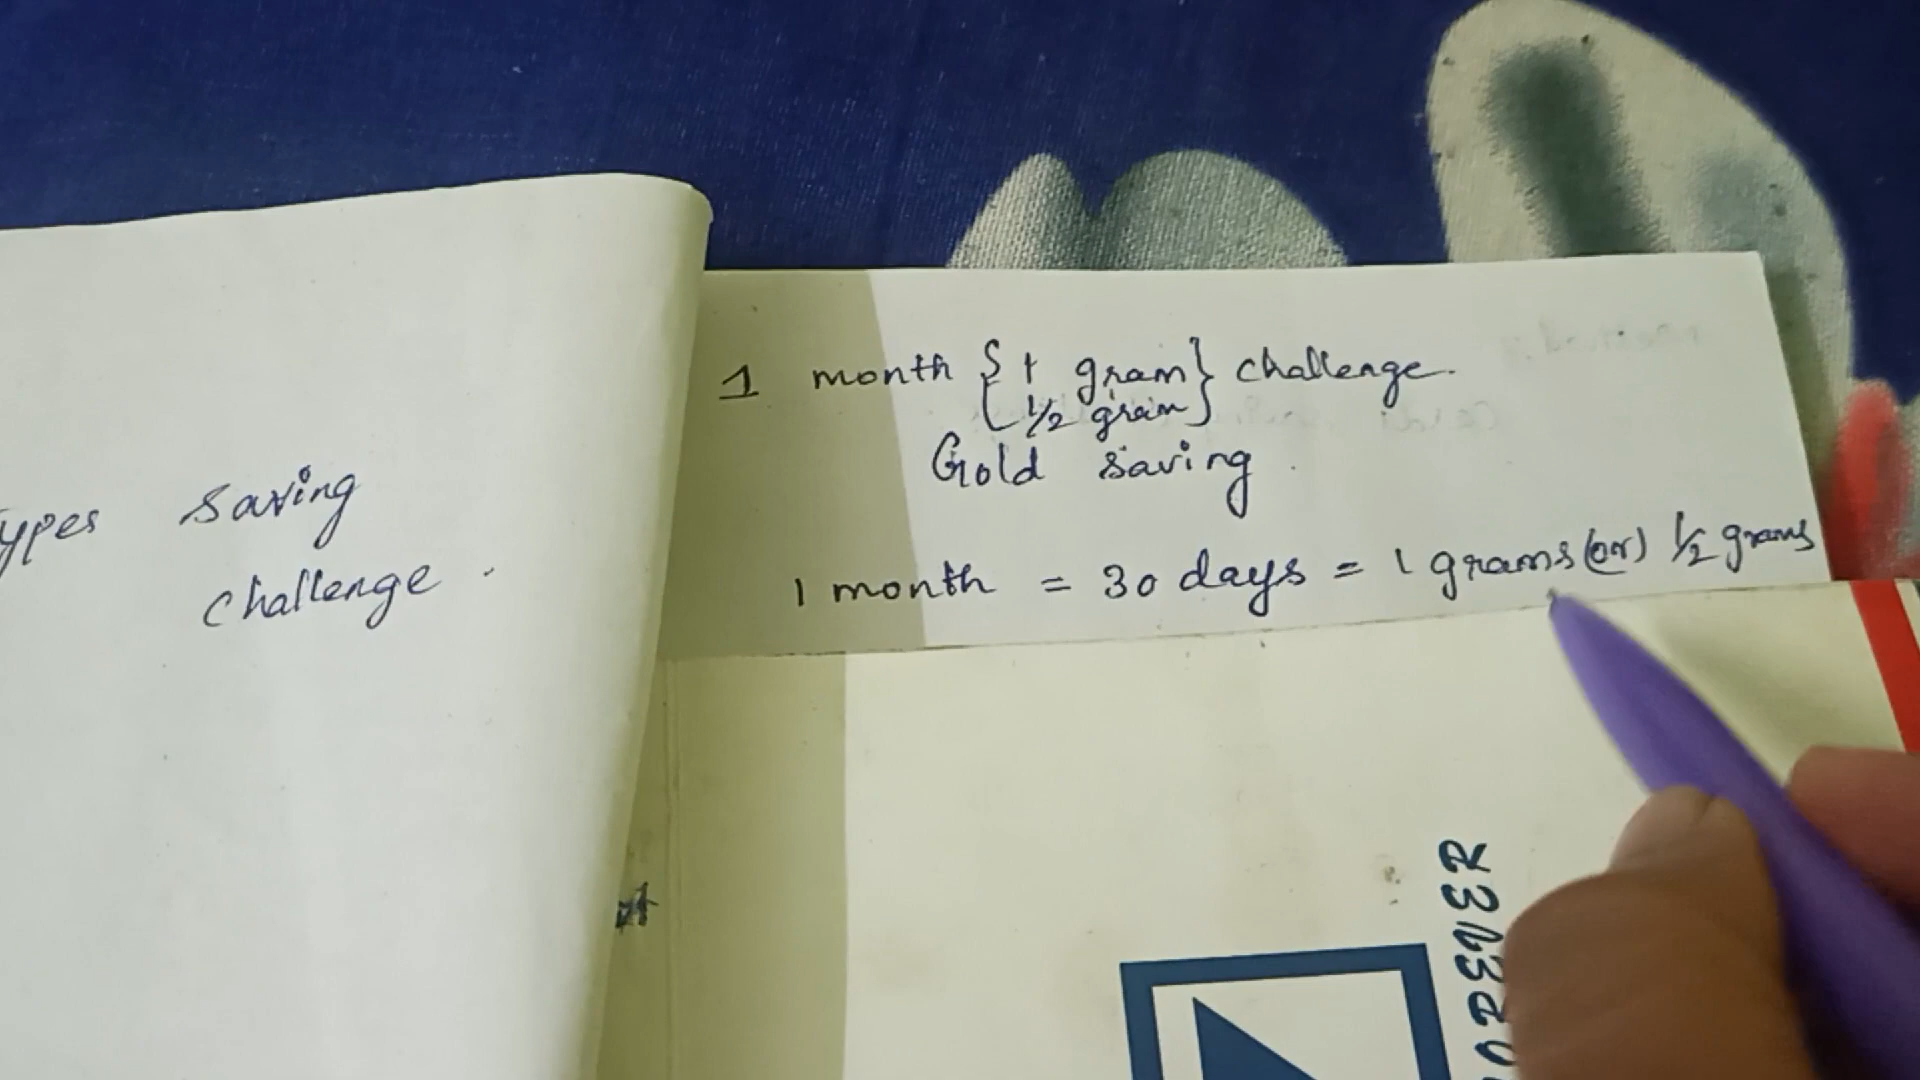 saving
challenge.
1 month { 1 gram } challenge.
{ 1/2 gram }
Gold saving.
1 month = 30 days = 1 grams (or) 1/2 grams